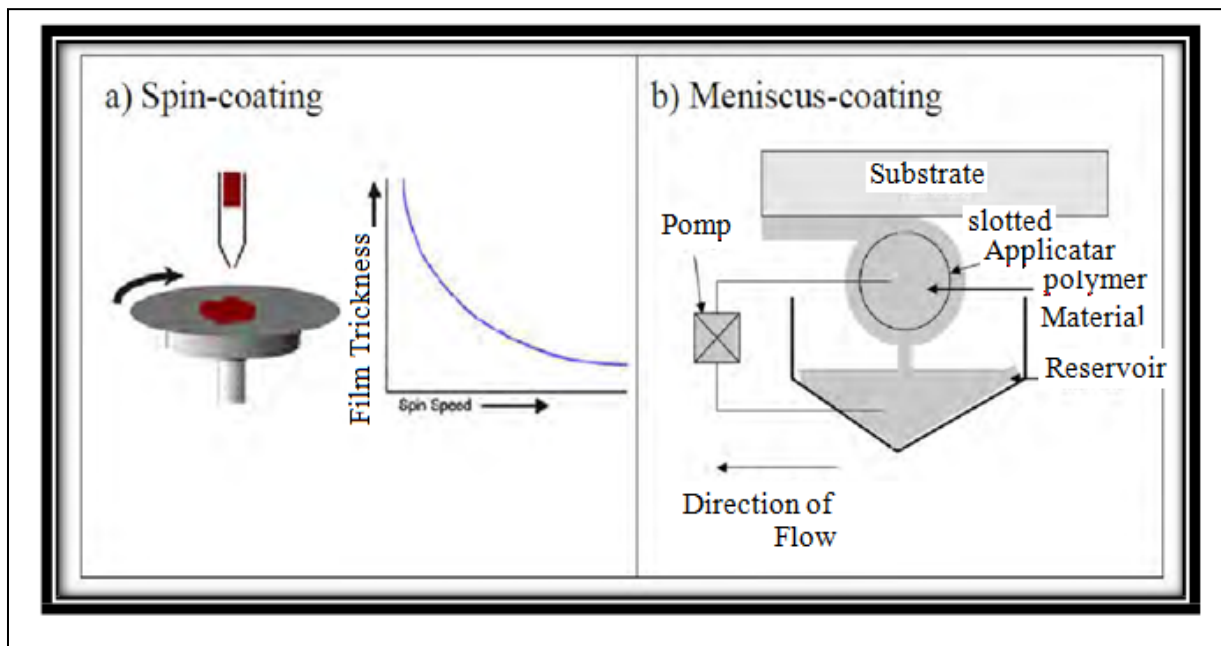 a) Spin-coating
Film Trickness
Spin Speed
b) Meniscus-coating
Substrate
Pomp
slotted
Applicatar
polymer
Material
Reservoir
Direction of
Flow